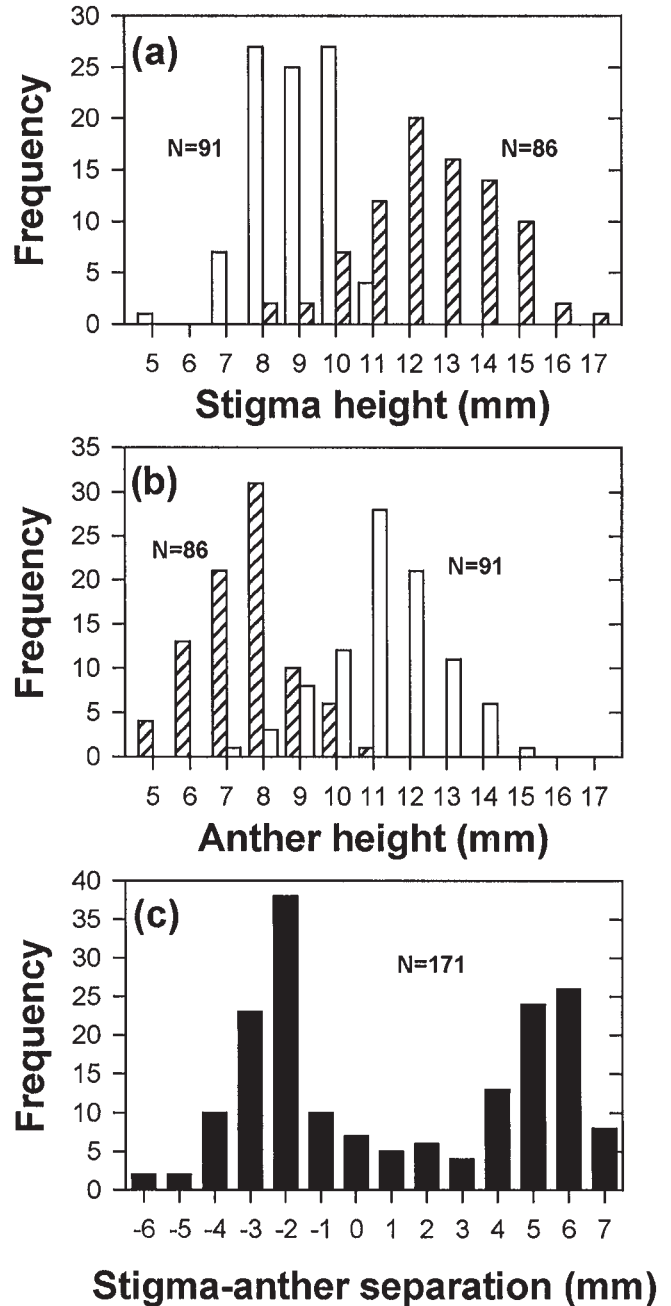 (a)
Frequency
30
25
20
15
10
5
0
N=91
N=86
5 6 7 8 9 10 11 12 13 14 15 16 17
Stigma height (mm)
(b)
Frequency
35
30
25
20
15
10
5
0
N=86
N=91
5 6 7 8 9 10 11 12 13 14 15 16 17
Anther height (mm)
(c)
Frequency
40
35
30
25
20
15
10
5
0
N=171
-6 -5 -4 -3 -2 -1 0 1 2 3 4 5 6 7
Stigma-anther separation (mm)